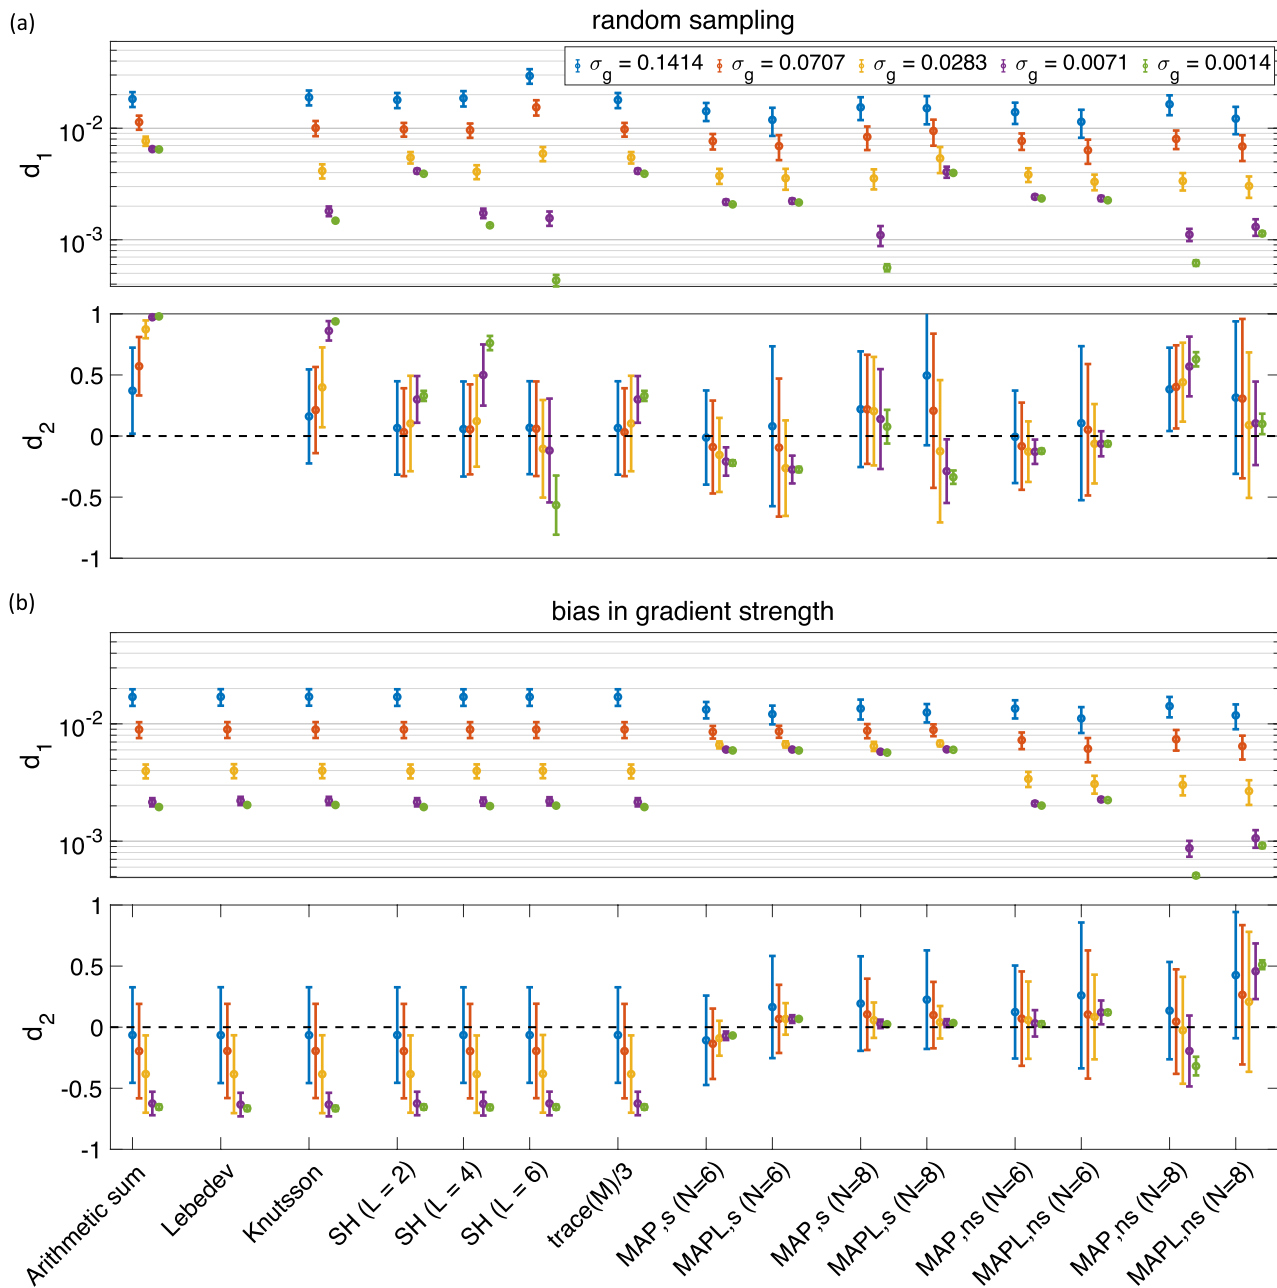 (a)
random sampling
σg = 0.1414 σg = 0.0707 σg = 0.0283 σg = 0.0071 σg = 0.0014
10-2
d1
10-3
1
0.5
d2
0
-0.5
-1
(b)
bias in gradient strength
10-2
d1
10-3
1
0.5
d2
0
-0.5
-1
Arithmetic sum
Lebedev
Knutsson
SH (L = 2)
SH (L = 4)
SH (L = 6)
trace(M)/3
MAP,s (N=6)
MAPL,s (N=6)
MAP,s (N=8)
MAPL,s (N=8)
MAP,ns (N=6)
MAPL,ns (N=6)
MAP,ns (N=8)
MAPL,ns (N=8)